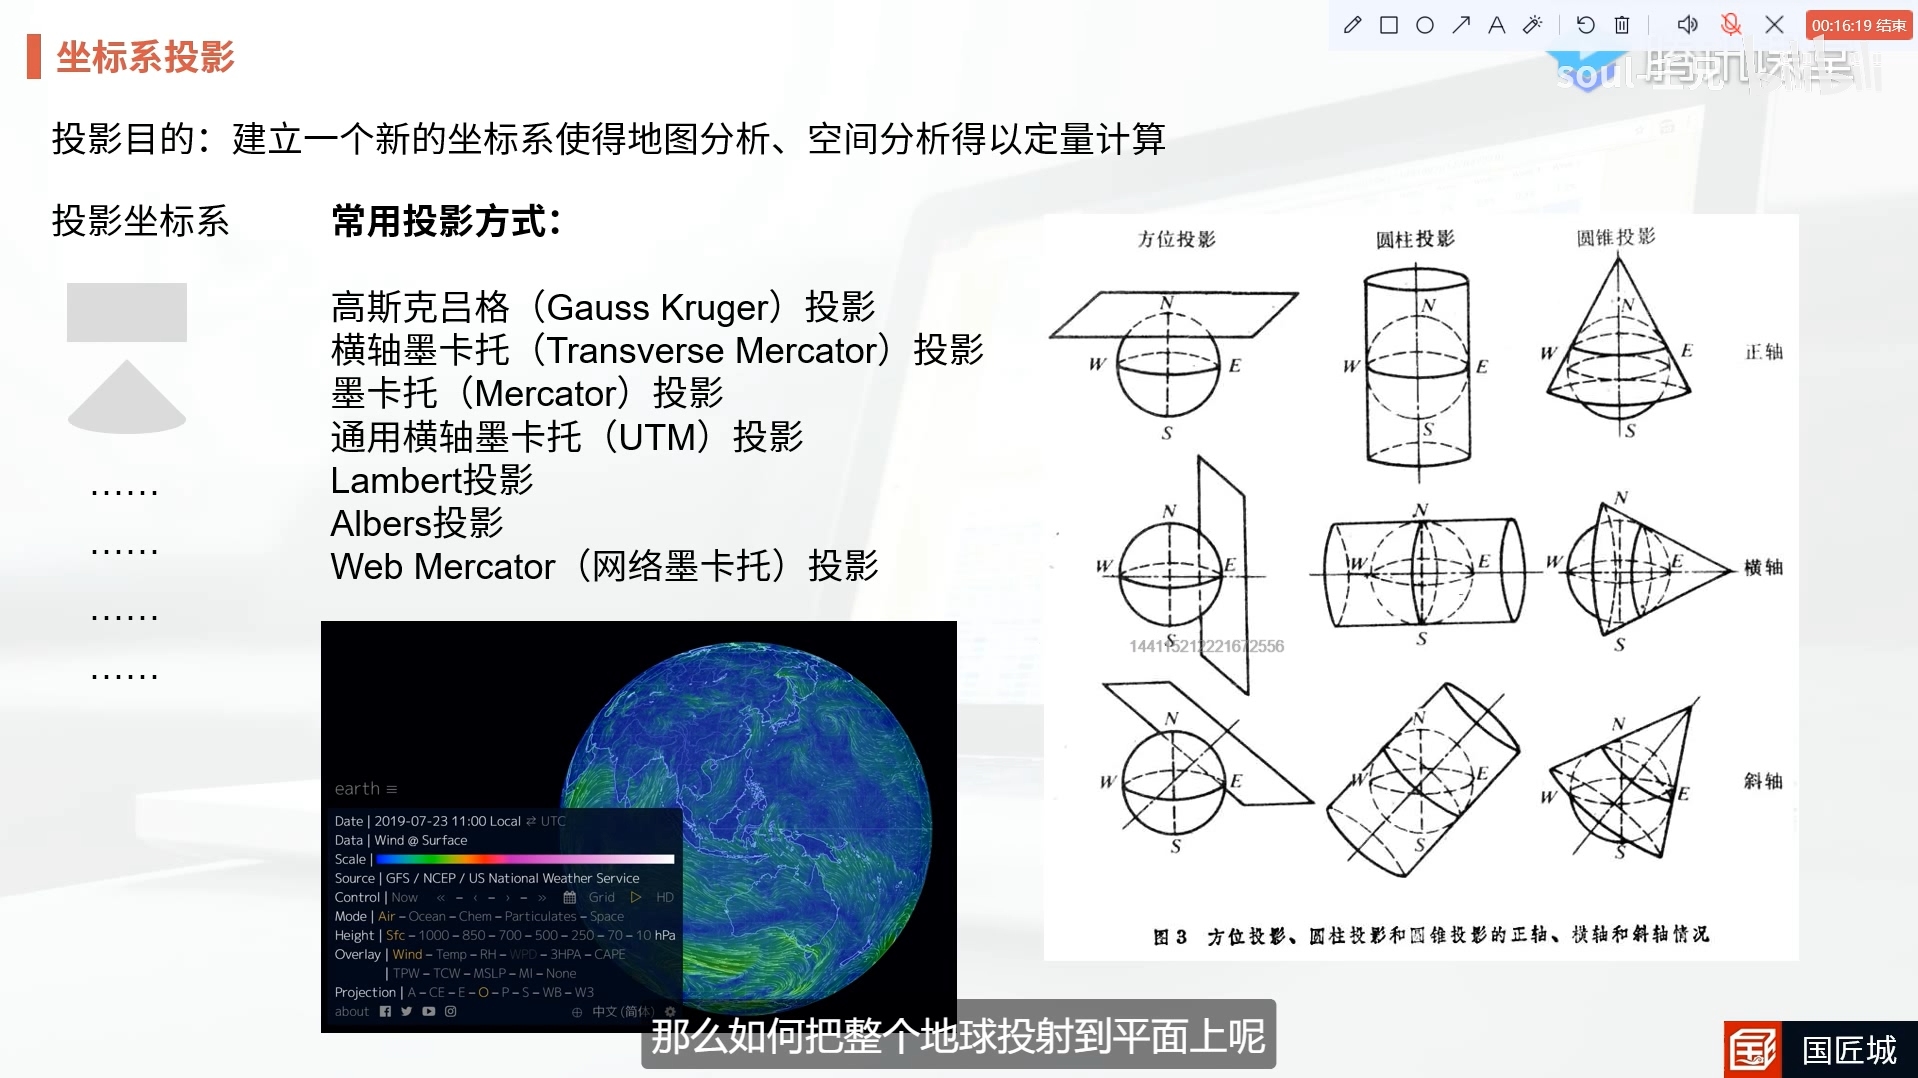 00:16:19 结束
坐标系投影
投影目的：建立一个新的坐标系使得地图分析、空间分析得以定量计算
投影坐标系
......
......
......
......
常用投影方式：
高斯克吕格（Gauss Kruger）投影
横轴墨卡托（Transverse Mercator）投影
墨卡托（Mercator）投影
通用横轴墨卡托（UTM）投影
Lambert投影
Albers投影
Web Mercator（网络墨卡托）投影
方位投影 圆柱投影 圆锥投影
N N N
W E W E W E 正轴
S S S
N N N
W E W E W E 横轴
S S S
144115212221672556
N N N
W E W E W E 斜轴
S S S
图3 方位投影、圆柱投影和圆锥投影的正轴、横轴和斜轴情况
earth ≡
Date | 2019-07-23 11:00 Local ⇄ UTC
Data | Wind @ Surface
Scale |
Source | GFS / NCEP / US National Weather Service
Control | Now « – ‹ – › – » Grid ▷ HD
Mode | Air – Ocean – Chem – Particulates – Space
Height | Sfc – 1000 – 850 – 700 – 500 – 250 – 70 – 10 hPa
Overlay | Wind – Temp – RH – WPD – 3HPA – CAPE
| TPW – TCW – MSLP – MI – None
Projection | A – CE – E – O – P – S – WB – W3
about 中文 (简体)
那么如何把整个地球投射到平面上呢
国匠城